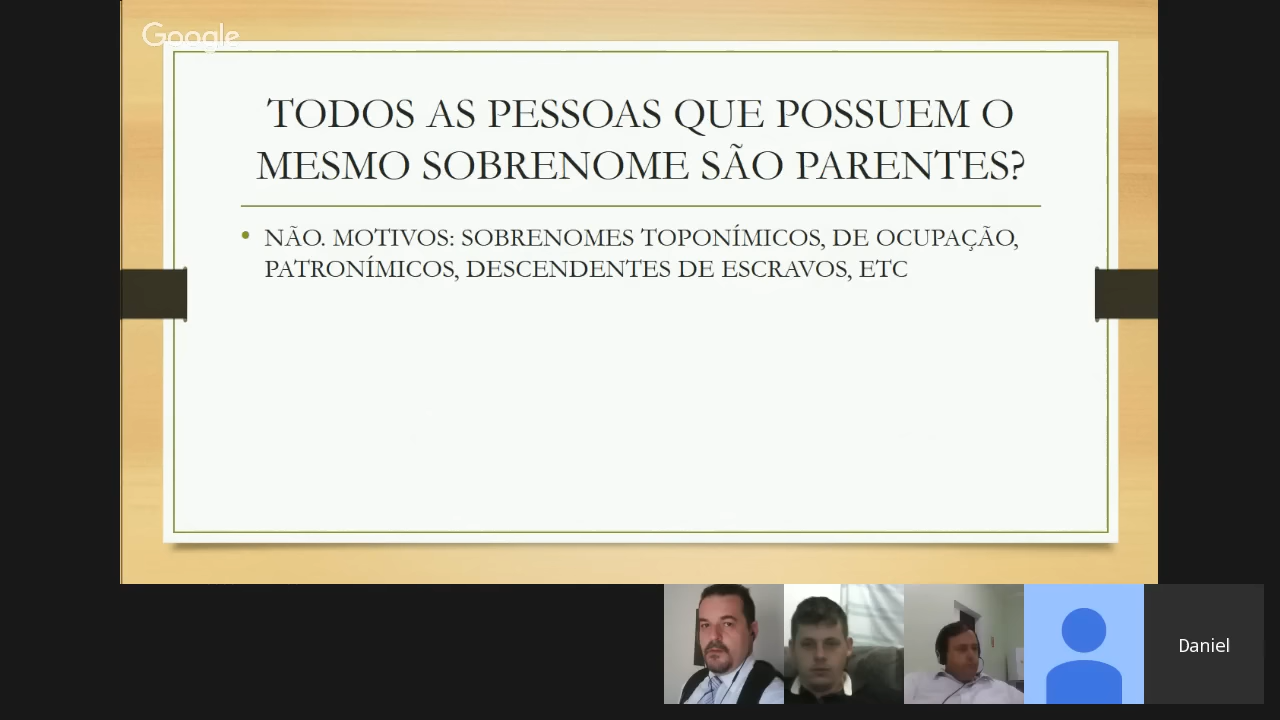 Google
TODOS AS PESSOAS QUE POSSUEM O
MESMO SOBRENOME SÃO PARENTES?
• NÃO. MOTIVOS: SOBRENOMES TOPONÍMICOS, DE OCUPAÇÃO,
PATRONÍMICOS, DESCENDENTES DE ESCRAVOS, ETC
Daniel